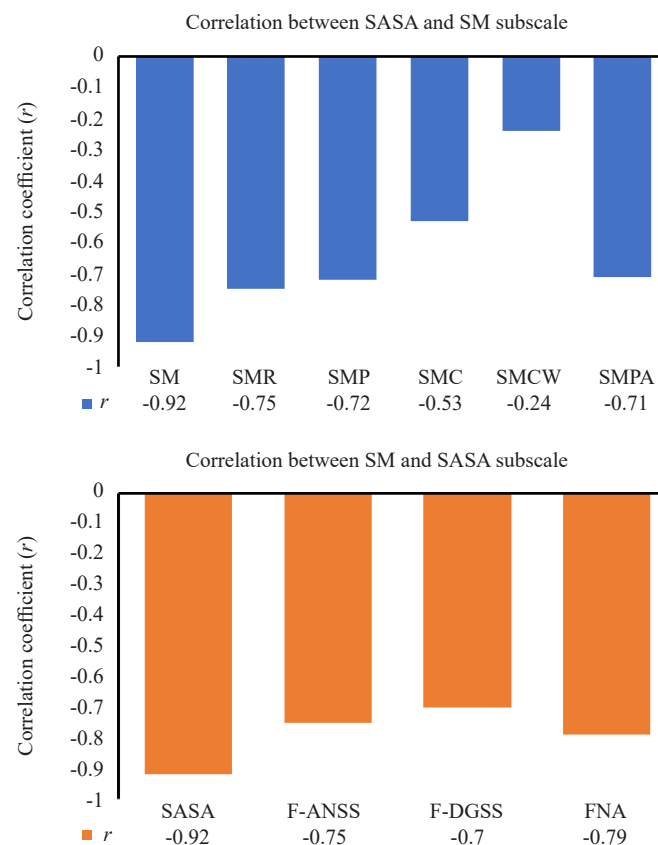 Correlation between SASA and SM subscale
Correlation coefficient (r)
0
-0.1
-0.2
-0.3
-0.4
-0.5
-0.6
-0.7
-0.8
-0.9
-1
SM SMR SMP SMC SMCW SMPA
r -0.92 -0.75 -0.72 -0.53 -0.24 -0.71
Correlation between SM and SASA subscale
Correlation coefficient (r)
0
-0.1
-0.2
-0.3
-0.4
-0.5
-0.6
-0.7
-0.8
-0.9
-1
SASA F-ANSS F-DGSS FNA
r -0.92 -0.75 -0.7 -0.79